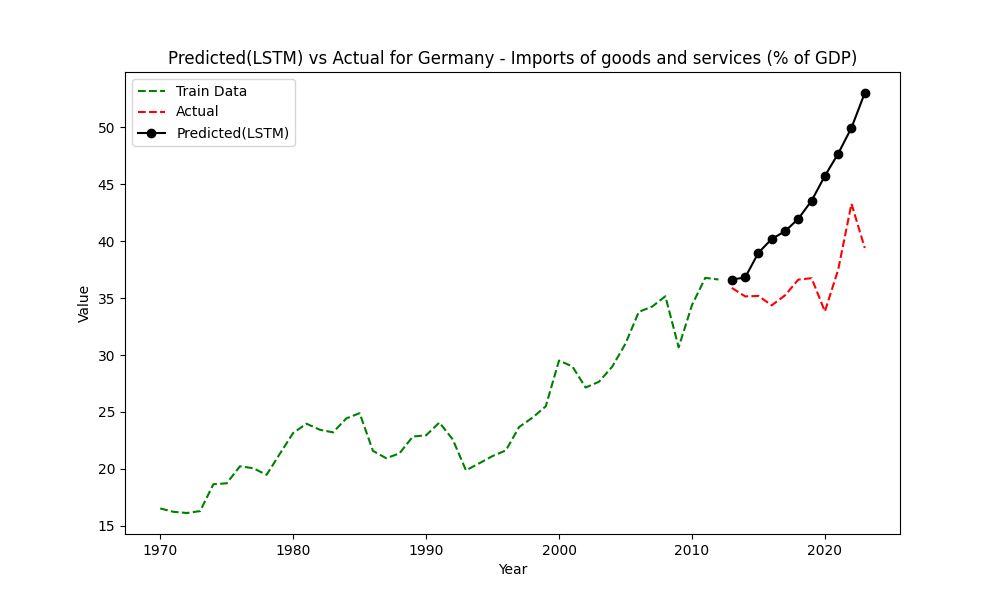 Predicted(LSTM) vs Actual for Germany - Imports of goods and services (% of GDP)
Train Data
Actual
Predicted(LSTM)
Value
50
45
40
35
30
25
20
15
1970 1980 1990 2000 2010 2020
Year